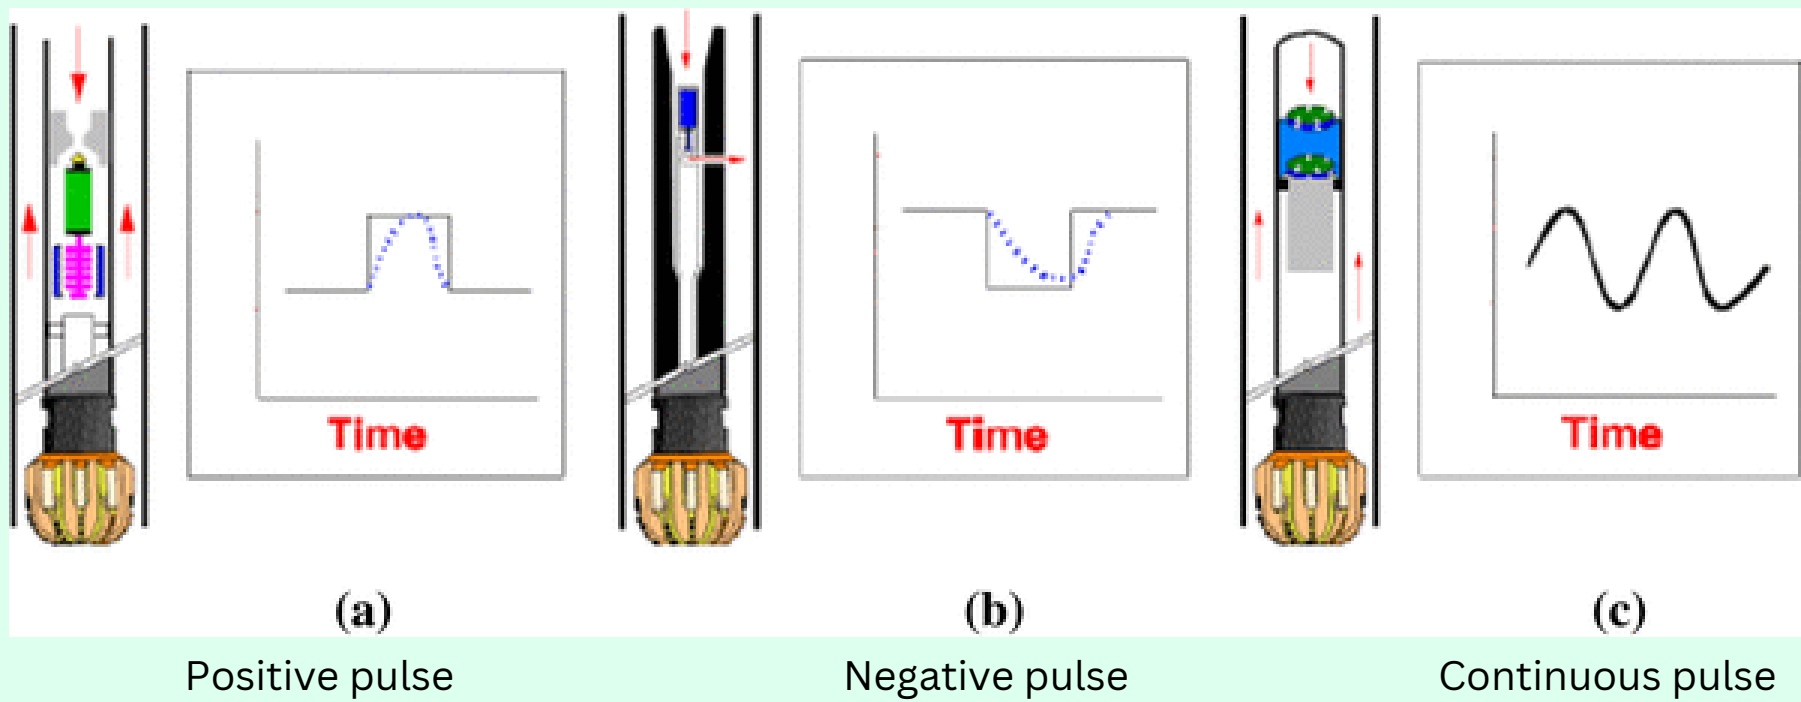 Time
Time
Time
(a)
(b)
(c)
Positive pulse
Negative pulse
Continuous pulse